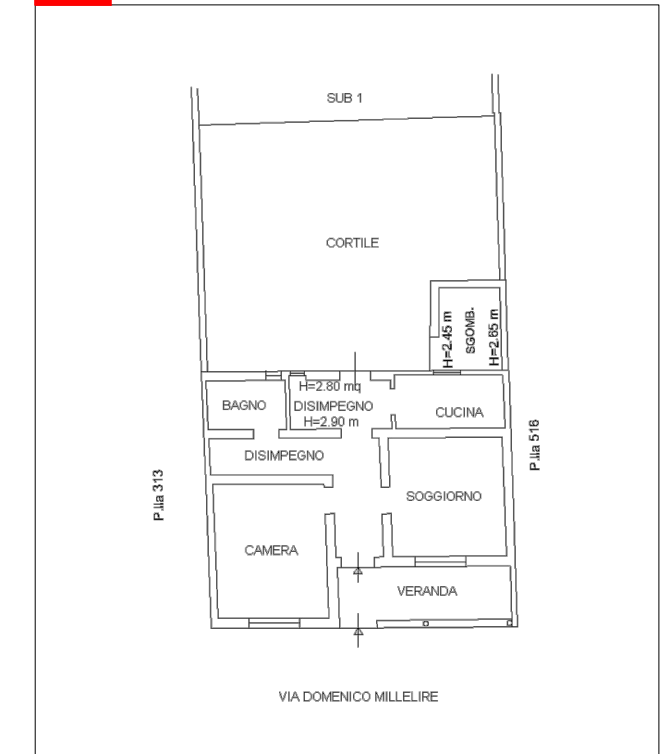 SUB 1
CORTILE
H=2.45 m
SGOMB.
H=2.65 m
H=2.80 mq
BAGNO
DISIMPEGNO
CUCINA
H=2.90 m
DISIMPEGNO
P.lla 313
P.lla 516
SOGGIORNO
CAMERA
VERANDA
VIA DOMENICO MILLELIRE